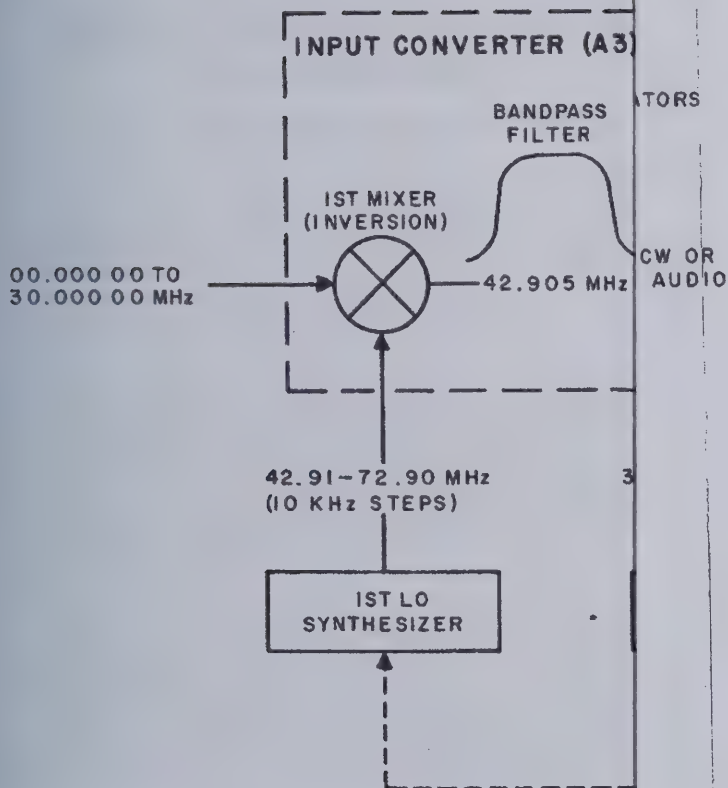 INPUT CONVERTER (A3)
TORS
BANDPASS
FILTER
1ST MIXER
(INVERSION)
00.000 00 TO
30.000 00 MHz
42.905 MHz
CW OR
AUDIO
42.91-72.90 MHz
(10 KHz STEPS)
3
1ST LO
SYNTHESIZER